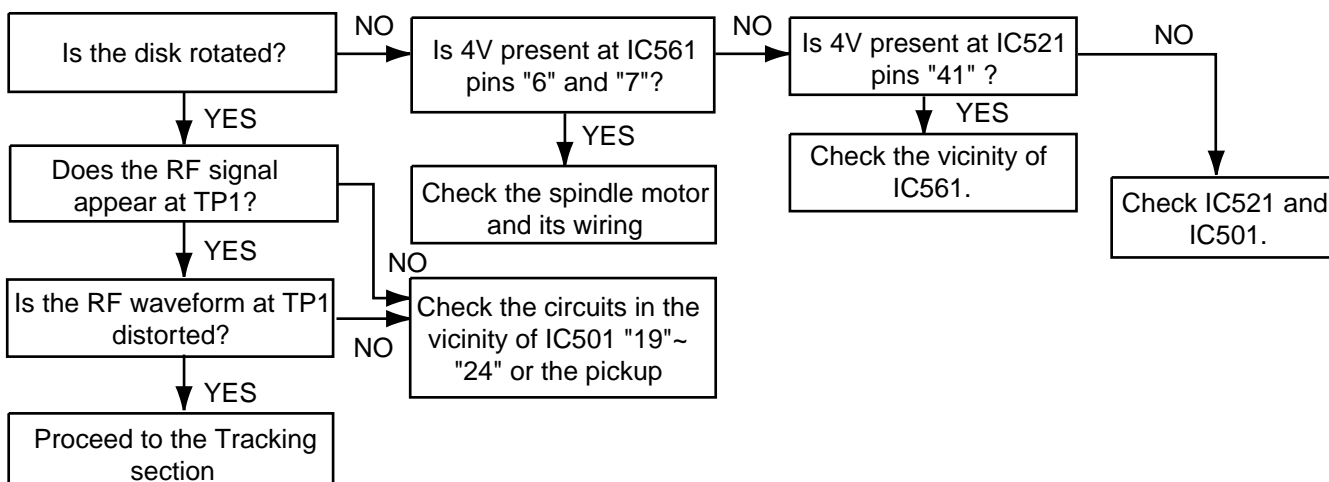 Is the disk rotated?
NO
Is 4V present at IC561
pins "6" and "7"?
NO
Is 4V present at IC521
pins "41" ?
NO
YES
YES
YES
Does the RF signal
appear at TP1?
Check the spindle motor
and its wiring
Check the vicinity of
IC561.
Check IC521 and
IC501.
YES
NO
Is the RF waveform at TP1
distorted?
NO
Check the circuits in the
vicinity of IC501 "19"~
"24" or the pickup
YES
Proceed to the Tracking
section